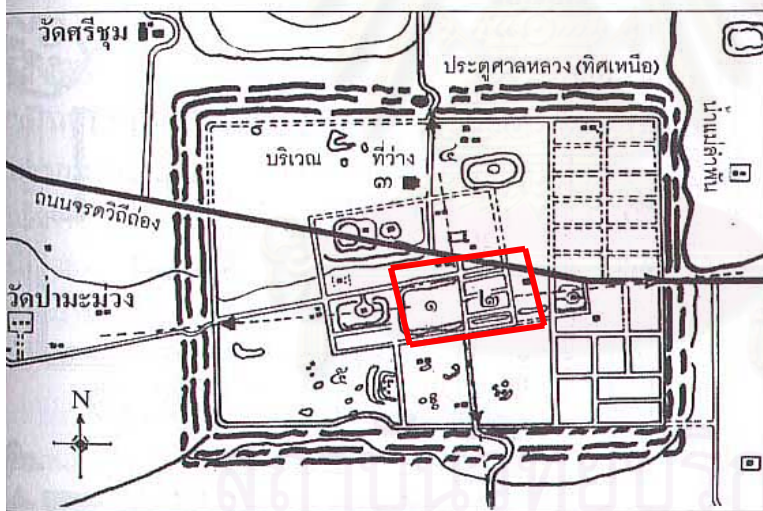 วัดศรีชุม
ประตูศาลหลวง (ทิศเหนือ)
น้ำแม่ลำพัน
บริเวณ ที่ว่าง
๓
๔
ถนนจรดวิถีถ่อง
วัดป่ามะม่วง
๑
๒
๕
N